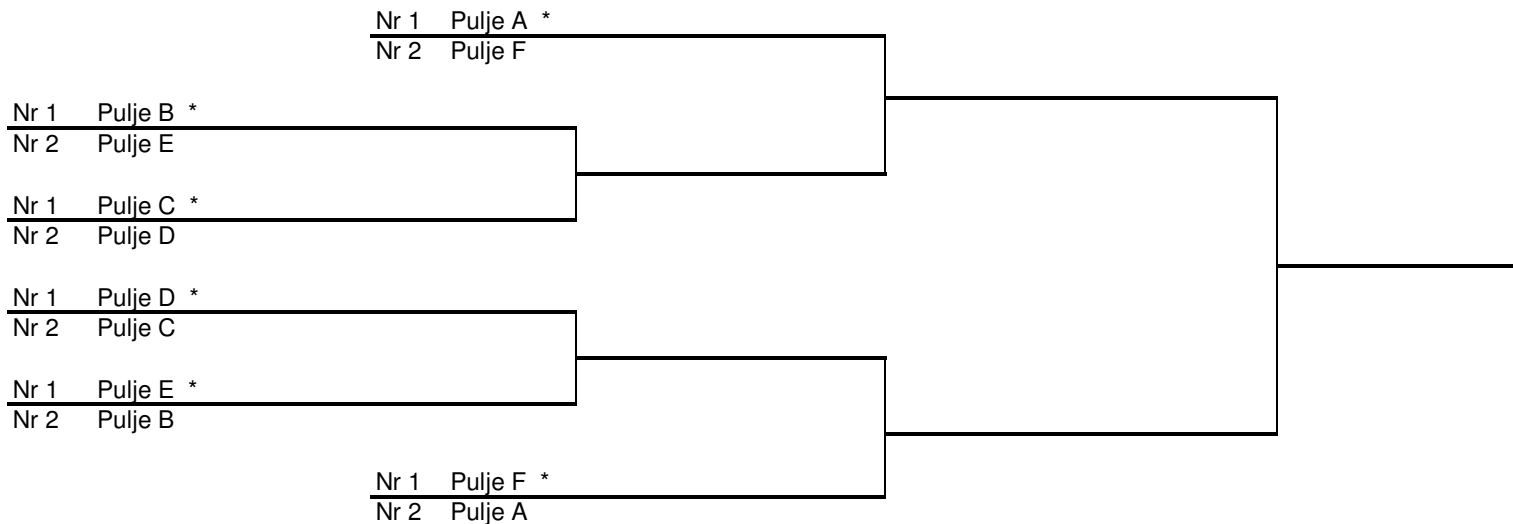 Nr 1 Pulje A *
Nr 2 Pulje F
Nr 1 Pulje B *
Nr 2 Pulje E
Nr 1 Pulje C *
Nr 2 Pulje D
Nr 1 Pulje D *
Nr 2 Pulje C
Nr 1 Pulje E *
Nr 2 Pulje B
Nr 1 Pulje F *
Nr 2 Pulje A